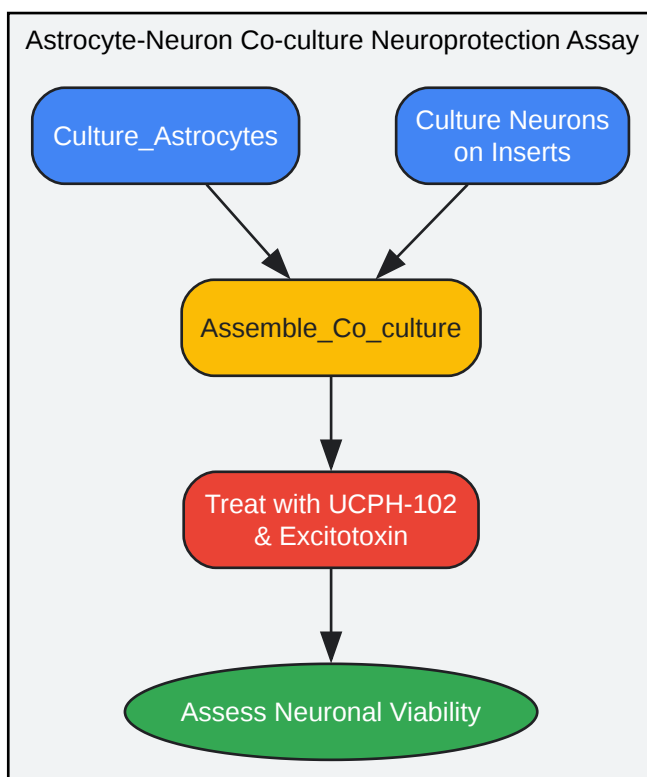 Astrocyte-Neuron Co-culture Neuroprotection Assay
Culture_Astrocytes
Culture Neurons
on Inserts
Assemble_Co_culture
Treat with UCPH-102
& Excitotoxin
Assess Neuronal Viability